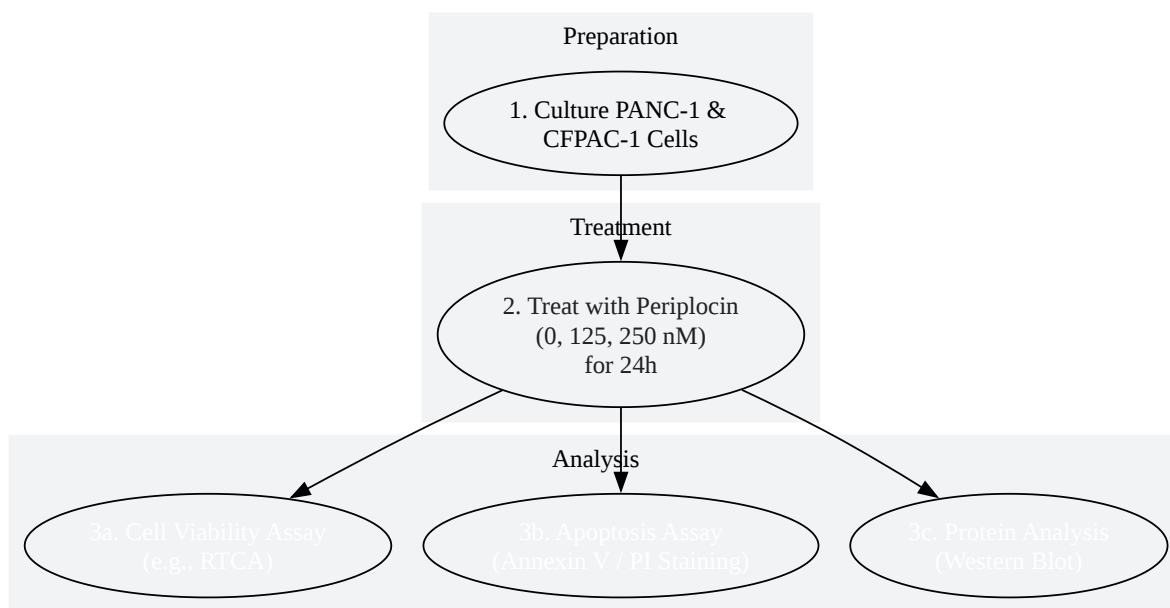 Preparation
1. Culture PANC-1 &
CFPAC-1 Cells
Treatment
2. Treat with Periplocin
(0, 125, 250 nM)
for 24h
Analysis
3a. Cell Viability Assay
(e.g., RTCA)
3b. Apoptosis Assay
(Annexin V / PI Staining)
3c. Protein Analysis
(Western Blot)